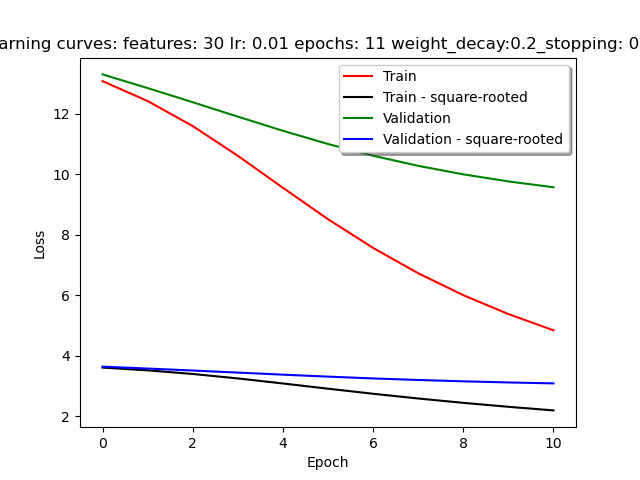 arning curves: features: 30 lr: 0.01 epochs: 11 weight_decay:0.2_stopping: 0
Train
Train - square-rooted
Validation
Validation - square-rooted
Loss
12
10
8
6
4
2
0 2 4 6 8 10
Epoch